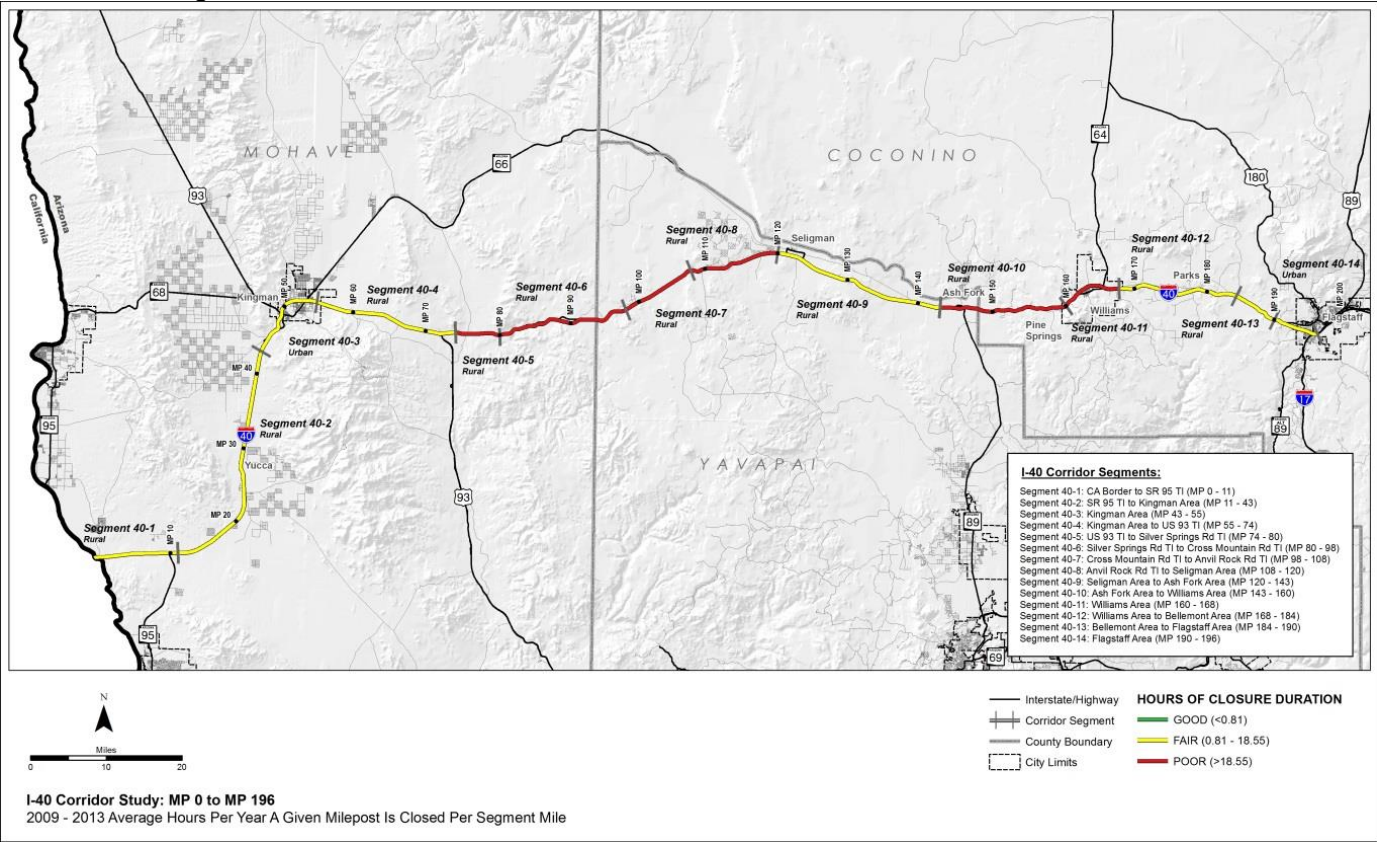 MOHAVE
COCONINO
YAVAPAI
Arizona
California
93
66
64
180
89
68
95
40
93
95
89
69
17
89
40
Kingman
Yucca
Seligman
Ash Fork
Pine
Springs
Williams
Parks
Flagstaff
Segment 40-1
Rural
Segment 40-2
Rural
Segment 40-3
Urban
Segment 40-4
Rural
Segment 40-5
Rural
Segment 40-6
Rural
Segment 40-7
Rural
Segment 40-8
Rural
Segment 40-9
Rural
Segment 40-10
Rural
Segment 40-11
Rural
Segment 40-12
Rural
Segment 40-13
Rural
Segment 40-14
Urban
MP 10
MP 20
MP 30
MP 40
MP 50
MP 60
MP 70
MP 80
MP 90
MP 100
MP 110
MP 120
MP 130
MP 140
MP 150
MP 160
MP 170
MP 180
MP 190
MP 200
I-40 Corridor Segments:
Segment 40-1: CA Border to SR 95 TI (MP 0 - 11)
Segment 40-2: SR 95 TI to Kingman Area (MP 11 - 43)
Segment 40-3: Kingman Area (MP 43 - 55)
Segment 40-4: Kingman Area to US 93 TI (MP 55 - 74)
Segment 40-5: US 93 TI to Silver Springs Rd TI (MP 74 - 80)
Segment 40-6: Silver Springs Rd TI to Cross Mountain Rd TI (MP 80 - 98)
Segment 40-7: Cross Mountain Rd TI to Anvil Rock Rd TI (MP 98 - 108)
Segment 40-8: Anvil Rock Rd TI to Seligman Area (MP 108 - 120)
Segment 40-9: Seligman Area to Ash Fork Area (MP 120 - 143)
Segment 40-10: Ash Fork Area to Williams Area (MP 143 - 160)
Segment 40-11: Williams Area (MP 160 - 168)
Segment 40-12: Williams Area to Bellemont Area (MP 168 - 184)
Segment 40-13: Bellemont Area to Flagstaff Area (MP 184 - 190)
Segment 40-14: Flagstaff Area (MP 190 - 196)
N
Miles
0 10 20
Interstate/Highway
Corridor Segment
County Boundary
City Limits
HOURS OF CLOSURE DURATION
GOOD (<0.81)
FAIR (0.81 - 18.55)
POOR (>18.55)
I-40 Corridor Study: MP 0 to MP 196
2009 - 2013 Average Hours Per Year A Given Milepost Is Closed Per Segment Mile